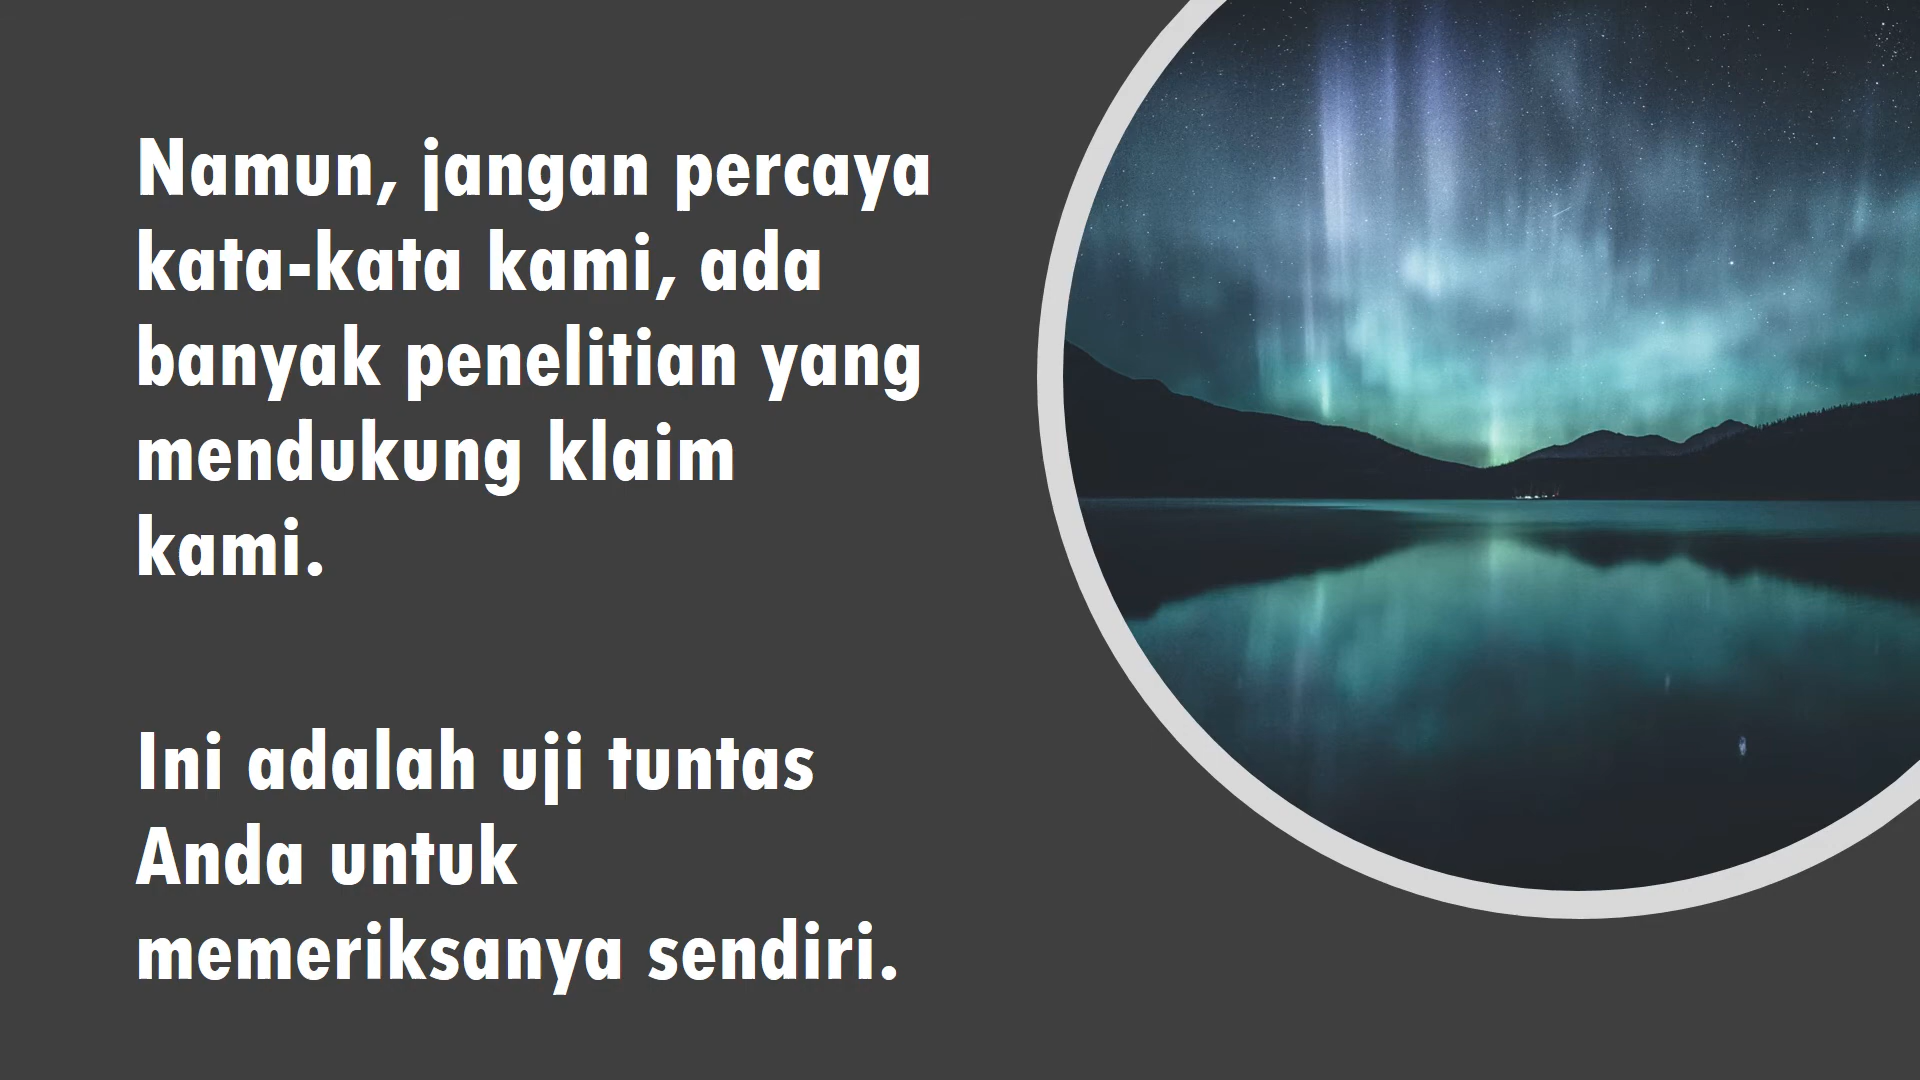 Namun, jangan percaya
kata-kata kami, ada
banyak penelitian yang
mendukung klaim
kami.
Ini adalah uji tuntas
Anda untuk
memeriksanya sendiri.